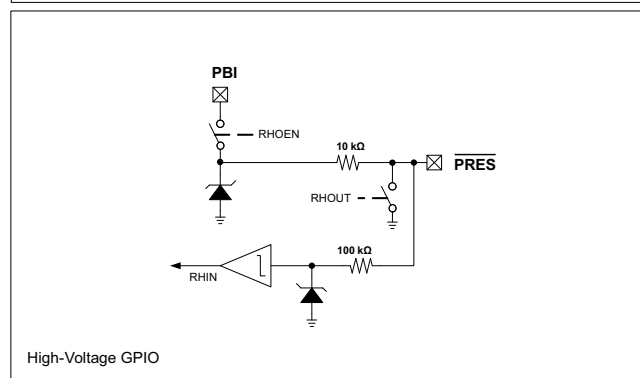 PBI
RHOEN
10 kΩ
PRES
RHOUT
100 kΩ
RHIN
High-Voltage GPIO